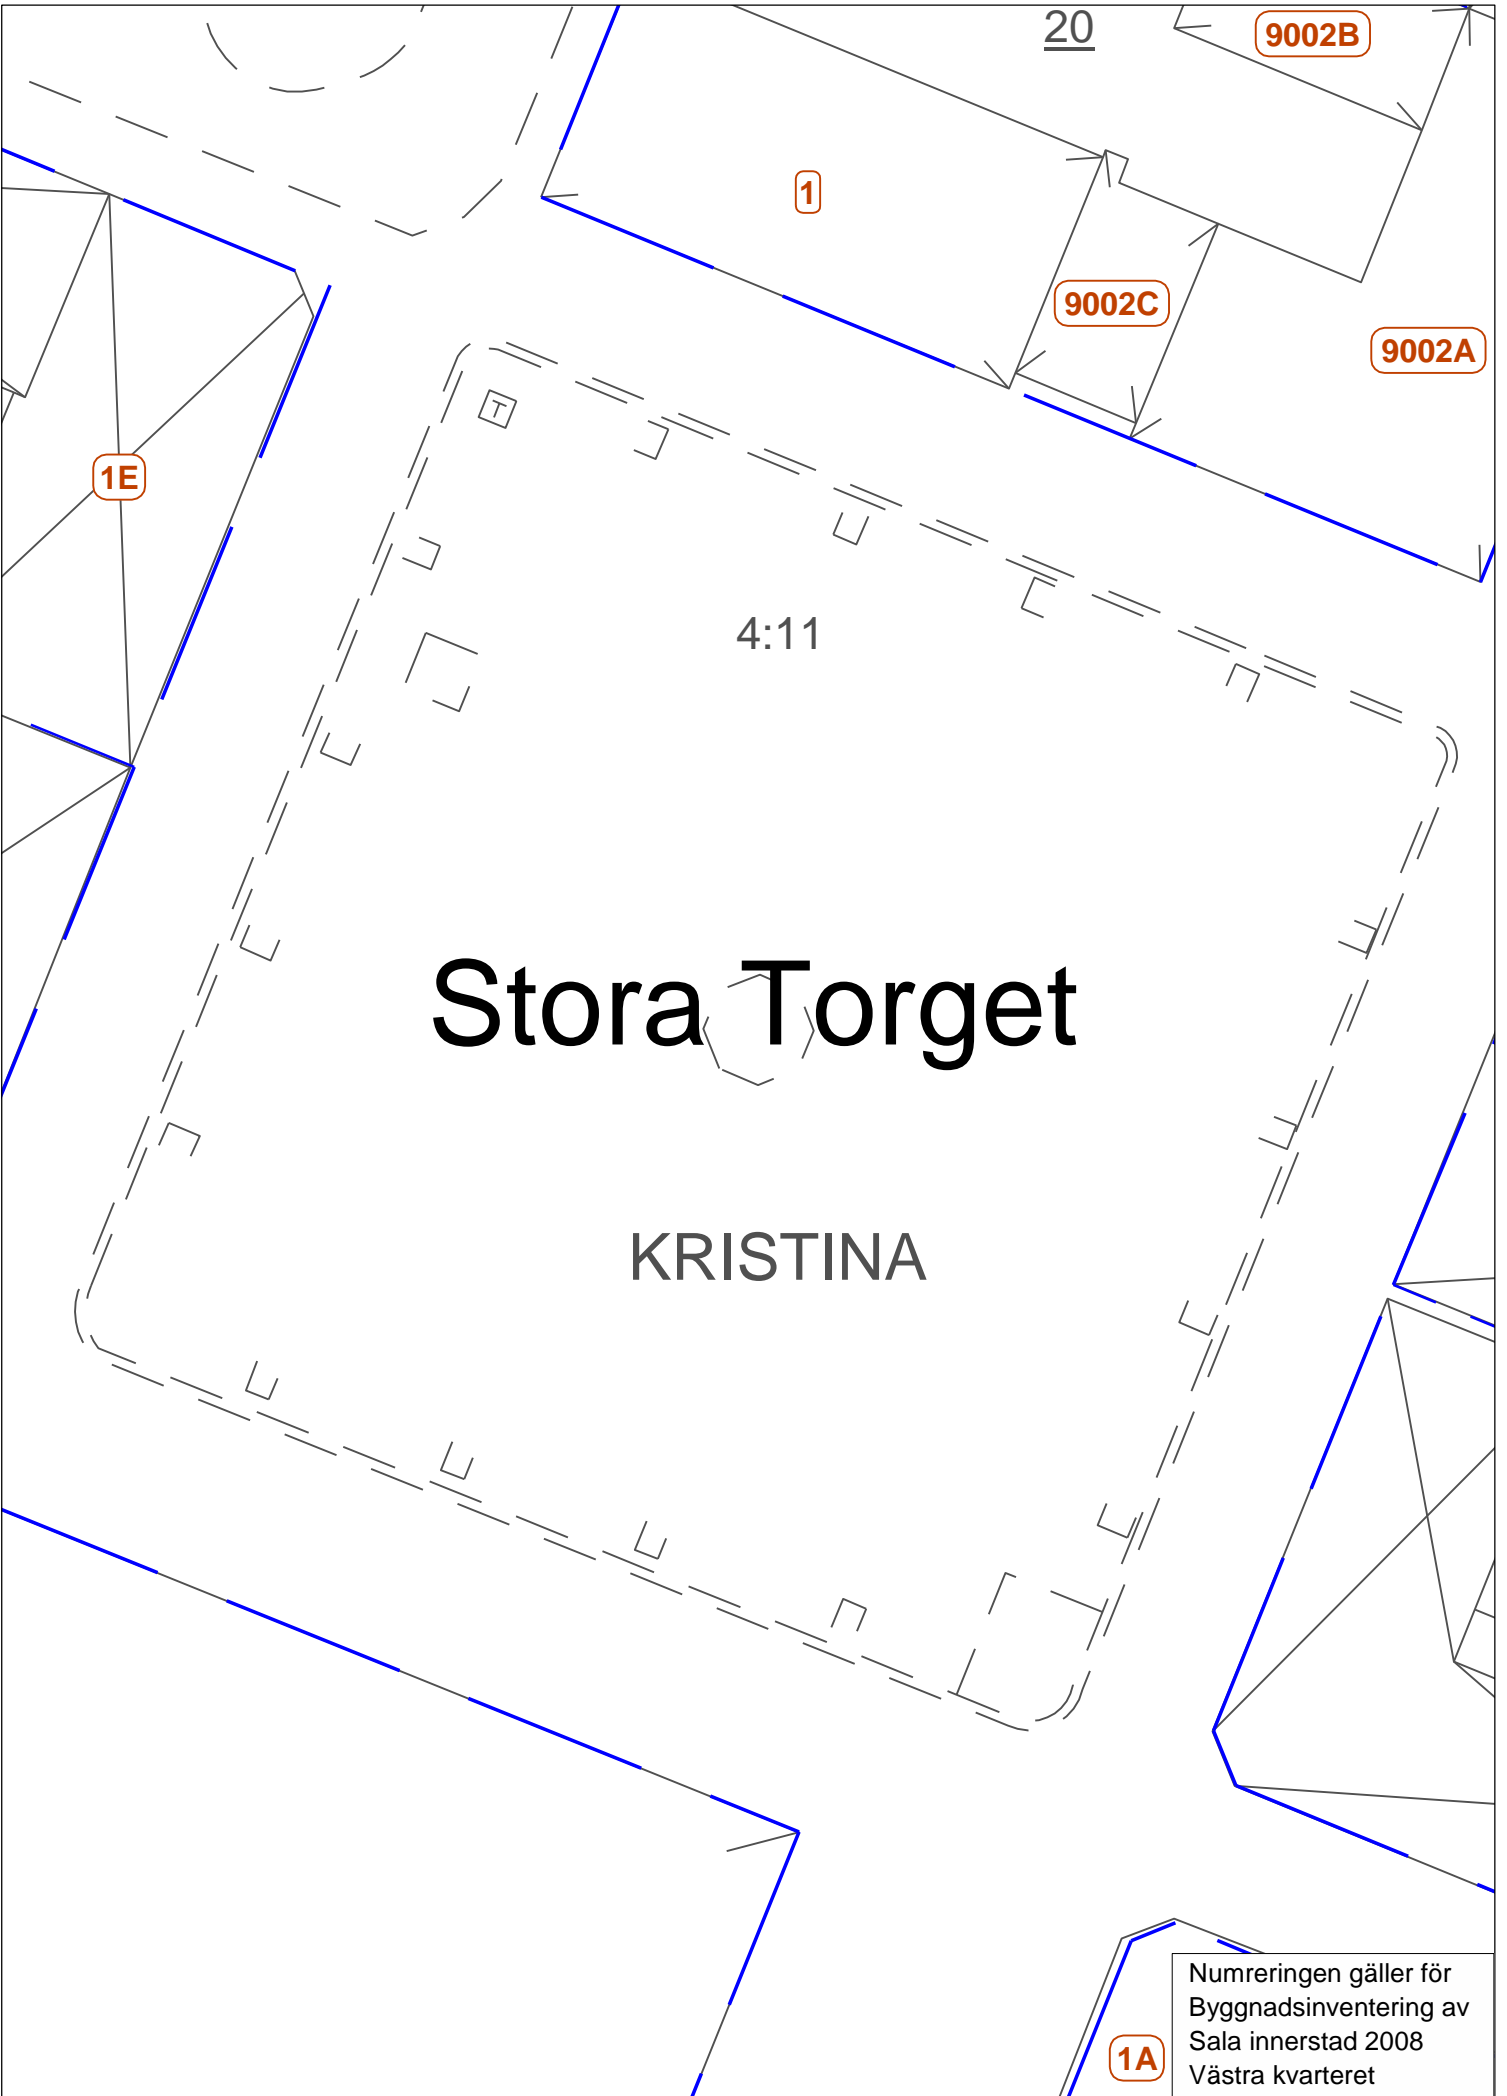 20
9002B
1
9002C
9002A
T
1E
4:11
Stora Torget
KRISTINA
Numreringen gäller för
Byggnadsinventering av
Sala innerstad 2008
Västra kvarteret
1A